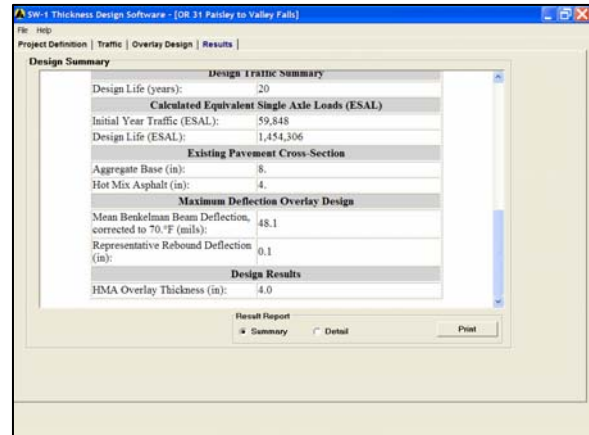 SW-1 Thickness Design Software - [OR 31 Paisley to Valley Falls]
File Help
Project Definition | Traffic | Overlay Design | Results |
Design Summary
Design Traffic Summary
Design Life (years): 20
Calculated Equivalent Single Axle Loads (ESAL)
Initial Year Traffic (ESAL): 59,848
Design Life (ESAL): 1,454,306
Existing Pavement Cross-Section
Aggregate Base (in): 8.
Hot Mix Asphalt (in): 4.
Maximum Deflection Overlay Design
Mean Benkelman Beam Deflection,
corrected to 70.°F (mils): 48.1
Representative Rebound Deflection
(in): 0.1
Design Results
HMA Overlay Thickness (in): 4.0
Result Report
Summary Detail Print